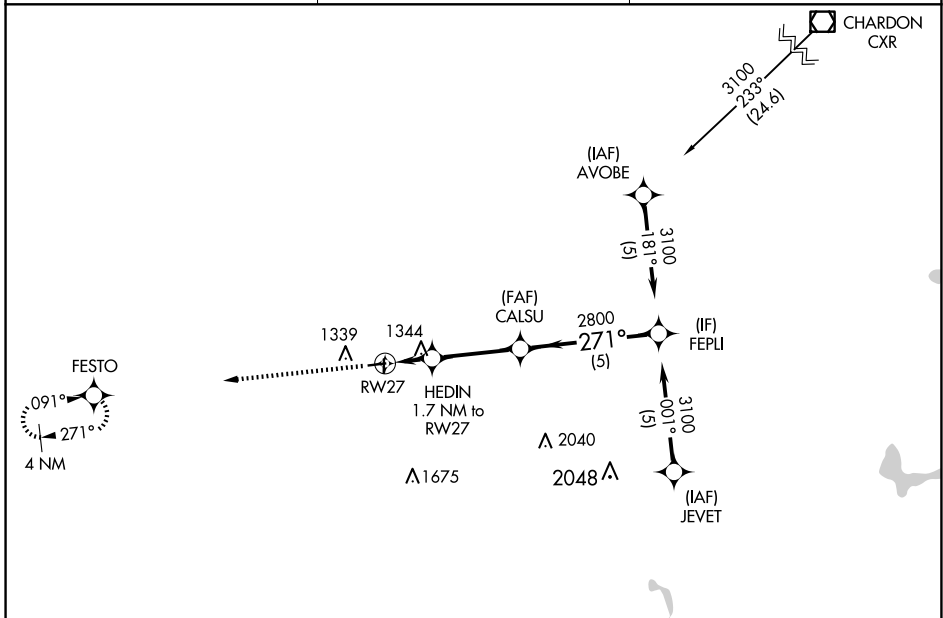 CHARDON
CXR
3100
233°
(24.6)
(IAF)
AVOBE
3100
181°
(5)
(FAF)
CALSU
2800
271°
(5)
(IF)
FEPLI
1339
1344
RW27
HEDIN
1.7 NM to
RW27
FESTO
091°
271°
4 NM
3100
001°
(5)
2040
2048
1675
(IAF)
JEVET